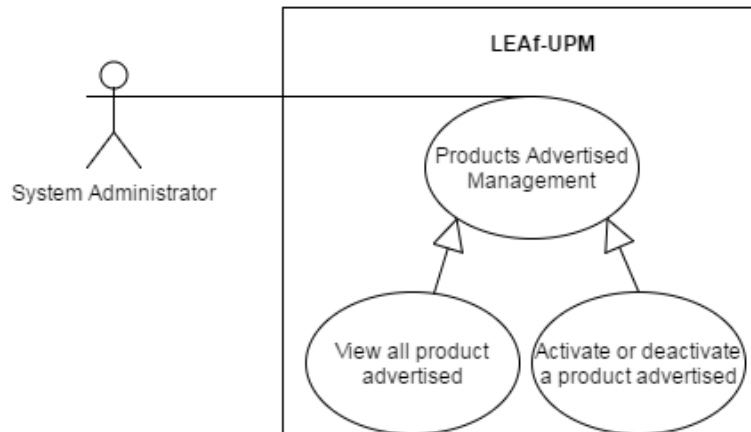 LEAf-UPM
Products Advertised
Management
System Administrator
View all product
advertised
Activate or deactivate
a product advertised